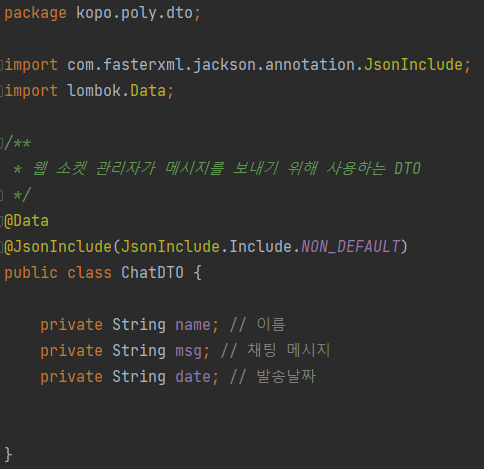 package kopo.poly.dto;
import com.fasterxml.jackson.annotation.JsonInclude;
import lombok.Data;
/**
 * 웹 소켓 관리자가 메시지를 보내기 위해 사용하는 DTO
 */
@Data
@JsonInclude(JsonInclude.Include.NON_DEFAULT)
public class ChatDTO {
    private String name; // 이름
    private String msg; // 채팅 메시지
    private String date; // 발송날짜
}